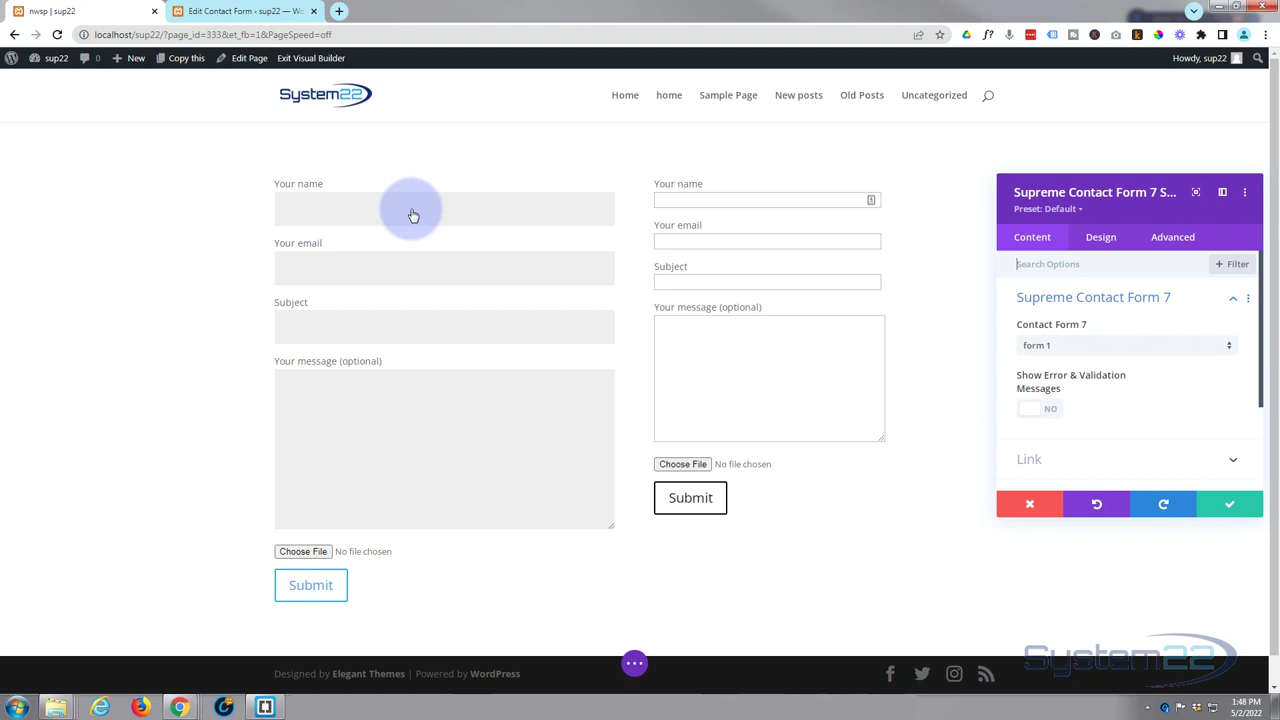 nwsp | sup22
Edit Contact Form ‹ sup22 — Wo
localhost/sup22/?page_id=333&et_fb=1&PageSpeed=off
sup22
0
New
Copy this
Edit Page
Exit Visual Builder
Howdy, sup22
System22
Home
home
Sample Page
New posts
Old Posts
Uncategorized
Your name
Your email
Subject
Your message (optional)
Choose File No file chosen
Submit
Your name
Your email
Subject
Your message (optional)
Choose File No file chosen
Submit
Supreme Contact Form 7 S...
Preset: Default
Content
Design
Advanced
Search Options
+ Filter
Supreme Contact Form 7
Contact Form 7
form 1
Show Error & Validation
Messages
NO
Link
Designed by Elegant Themes | Powered by WordPress
System22
1:48 PM
5/2/2022